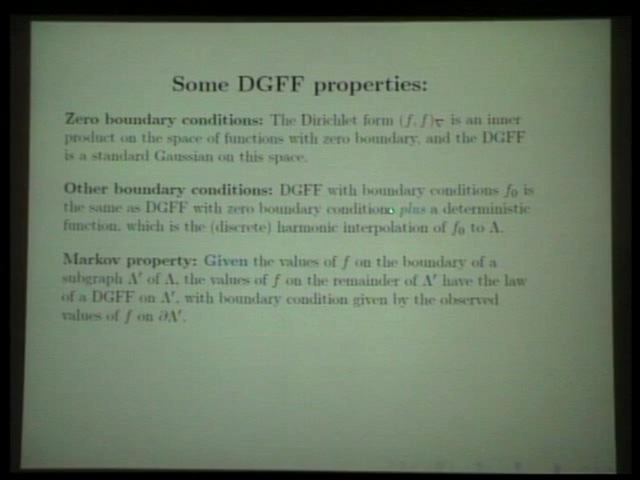 Some DGFF properties:
Zero boundary conditions: The Dirichlet form (f, f)∇ is an inner
product on the space of functions with zero boundary, and the DGFF
is a standard Gaussian on this space.
Other boundary conditions: DGFF with boundary conditions f₀ is
the same as DGFF with zero boundary conditions plus a deterministic
function, which is the (discrete) harmonic interpolation of f₀ to Λ.
Markov property: Given the values of f on the boundary of a
subgraph Λ′ of Λ, the values of f on the remainder of Λ′ have the law
of a DGFF on Λ′, with boundary condition given by the observed
values of f on ∂Λ′.